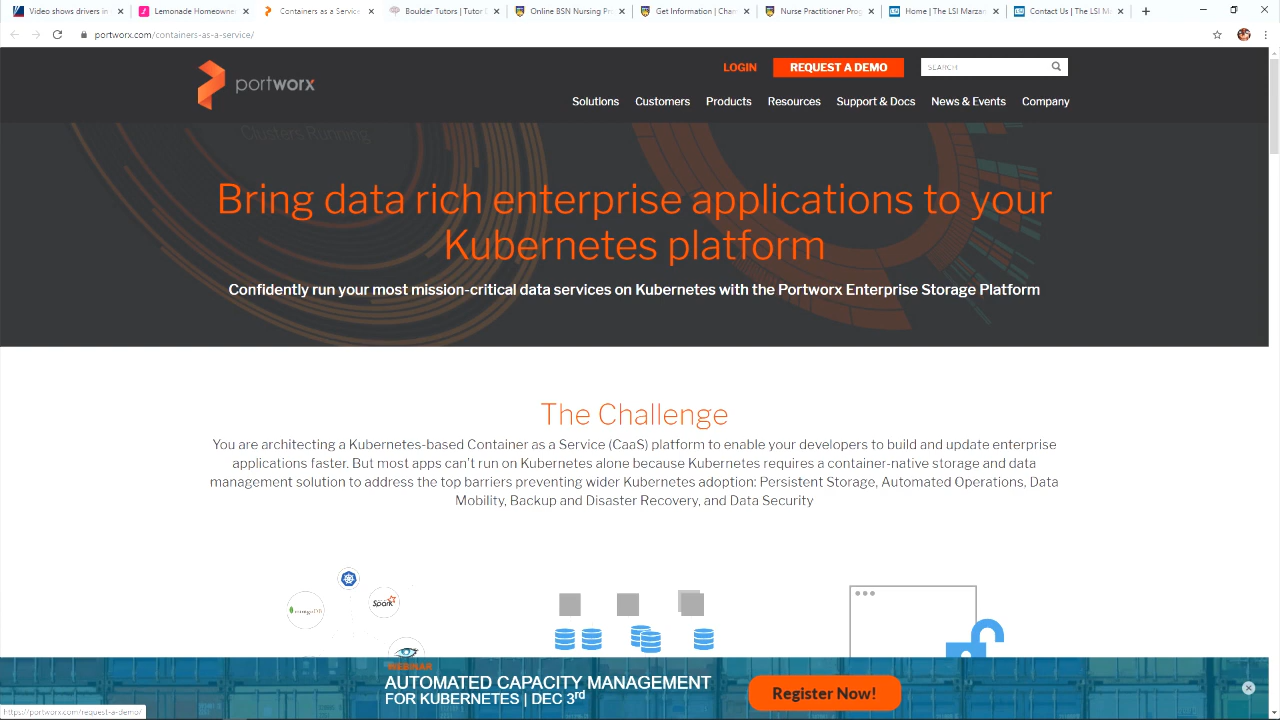 Video shows drivers in
Lemonade Homeowne
Containers as a Service
Boulder Tutors | Tutor
Online BSN Nursing Pr
Get Information | Cham
Nurse Practitioner Prog
Home | The LSI Marzan
Contact Us | The LSI M
portworx.com/containers-as-a-service/
portworx
LOGIN
REQUEST A DEMO
SEARCH
Solutions
Customers
Products
Resources
Support & Docs
News & Events
Company
Clusters Running
Bring data rich enterprise applications to your
Kubernetes platform
Confidently run your most mission-critical data services on Kubernetes with the Portworx Enterprise Storage Platform
The Challenge
You are architecting a Kubernetes-based Container as a Service (CaaS) platform to enable your developers to build and update enterprise
applications faster. But most apps can't run on Kubernetes alone because Kubernetes requires a container-native storage and data
management solution to address the top barriers preventing wider Kubernetes adoption: Persistent Storage, Automated Operations, Data
Mobility, Backup and Disaster Recovery, and Data Security
mongoDB
Spark
WEBINAR
AUTOMATED CAPACITY MANAGEMENT
FOR KUBERNETES | DEC 3rd
Register Now!
https://portworx.com/request-a-demo/